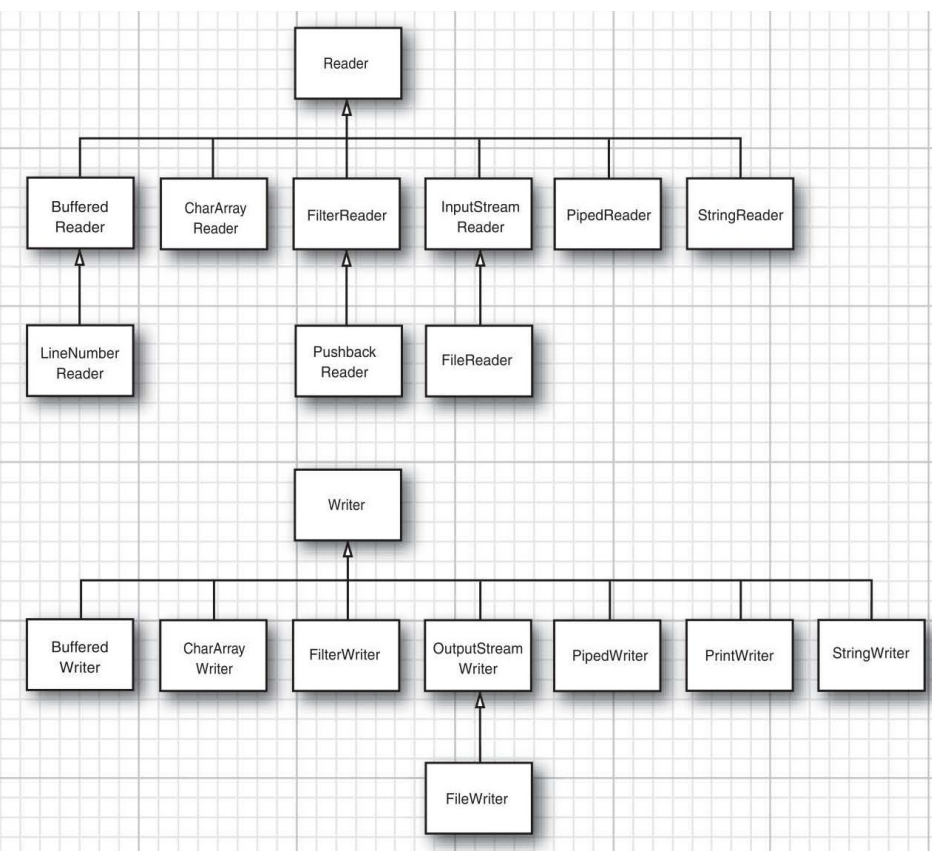 Reader
Buffered
Reader
CharArray
Reader
FilterReader
InputStream
Reader
PipedReader
StringReader
LineNumber
Reader
Pushback
Reader
FileReader
Writer
Buffered
Writer
CharArray
Writer
FilterWriter
OutputStream
Writer
PipedWriter
PrintWriter
StringWriter
FileWriter